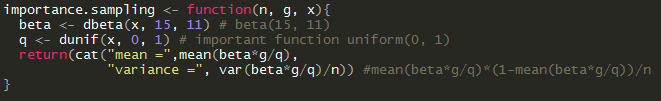 importance.sampling <- function(n, g, x){
  beta <- dbeta(x, 15, 11) # beta(15, 11)
  q <- dunif(x, 0, 1) # important function uniform(0, 1)
  return(cat("mean =",mean(beta*g/q),
             "variance =", var(beta*g/q)/n)) #mean(beta*g/q)*(1-mean(beta*g/q))/n
}